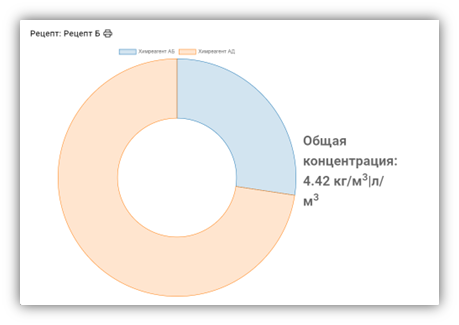 Рецепт: Рецепт Б
Химреагент АБ Химреагент АД
Общая
концентрация:
4.42 кг/м³|л/
м³